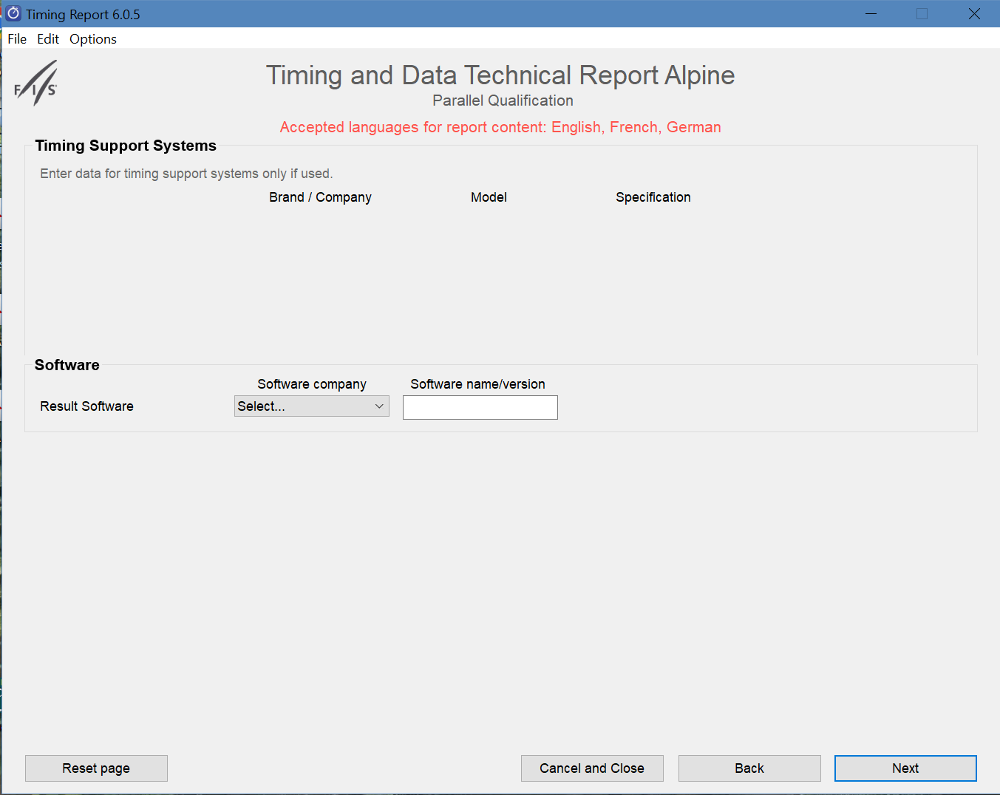 Timing Report 6.0.5
File Edit Options
FIS
Timing and Data Technical Report Alpine
Parallel Qualification
Accepted languages for report content: English, French, German
Timing Support Systems
Enter data for timing support systems only if used.
Brand / Company Model Specification
Software
Software company Software name/version
Result Software Select...
Reset page Cancel and Close Back Next